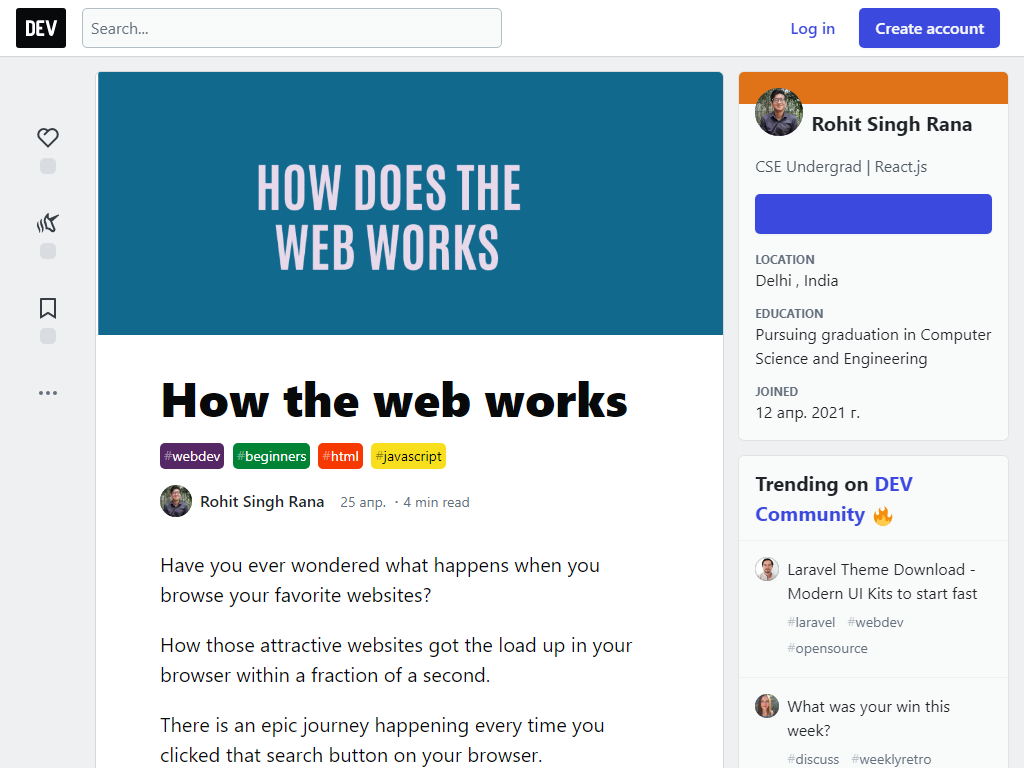 DEV
Search...
Log in
Create account
HOW DOES THE
WEB WORKS
How the web works
#webdev #beginners #html #javascript
Rohit Singh Rana 25 апр. ・4 min read
Have you ever wondered what happens when you
browse your favorite websites?
How those attractive websites got the load up in your
browser within a fraction of a second.
There is an epic journey happening every time you
clicked that search button on your browser.
Rohit Singh Rana
CSE Undergrad | React.js
LOCATION
Delhi , India
EDUCATION
Pursuing graduation in Computer
Science and Engineering
JOINED
12 апр. 2021 г.
Trending on DEV
Community 🔥
Laravel Theme Download -
Modern UI Kits to start fast
#laravel #webdev
#opensource
What was your win this
week?
#discuss #weeklyretro